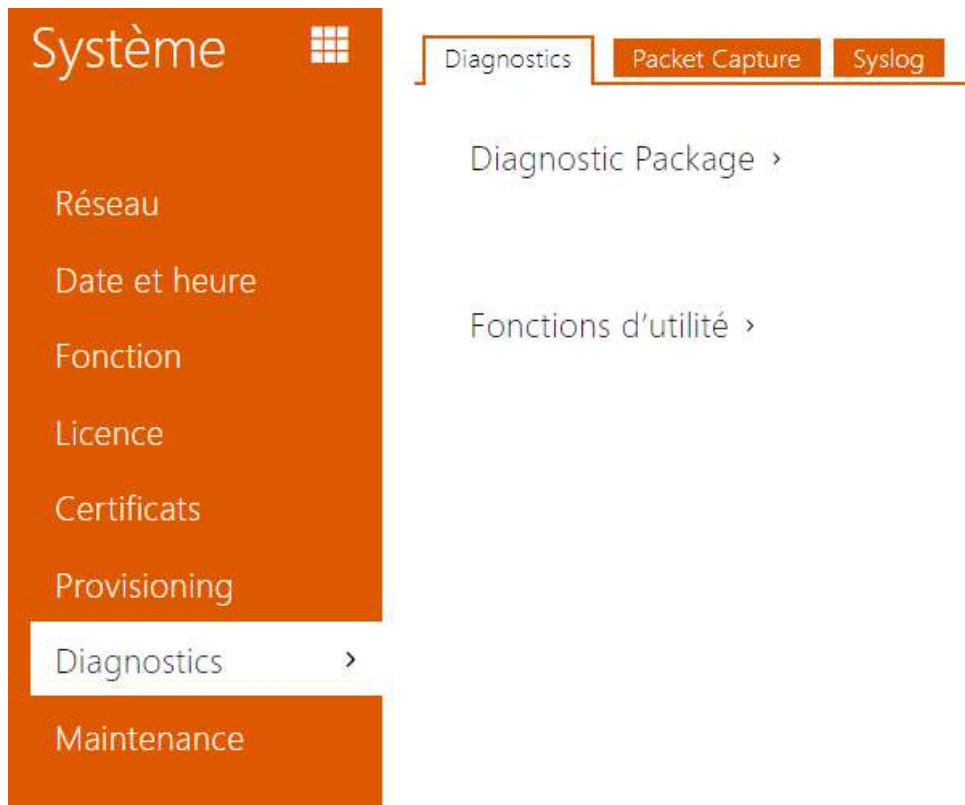 Système
Réseau
Date et heure
Fonction
Licence
Certificats
Provisioning
Diagnostics
Maintenance
Diagnostics Packet Capture Syslog
Diagnostic Package
Fonctions d'utilité